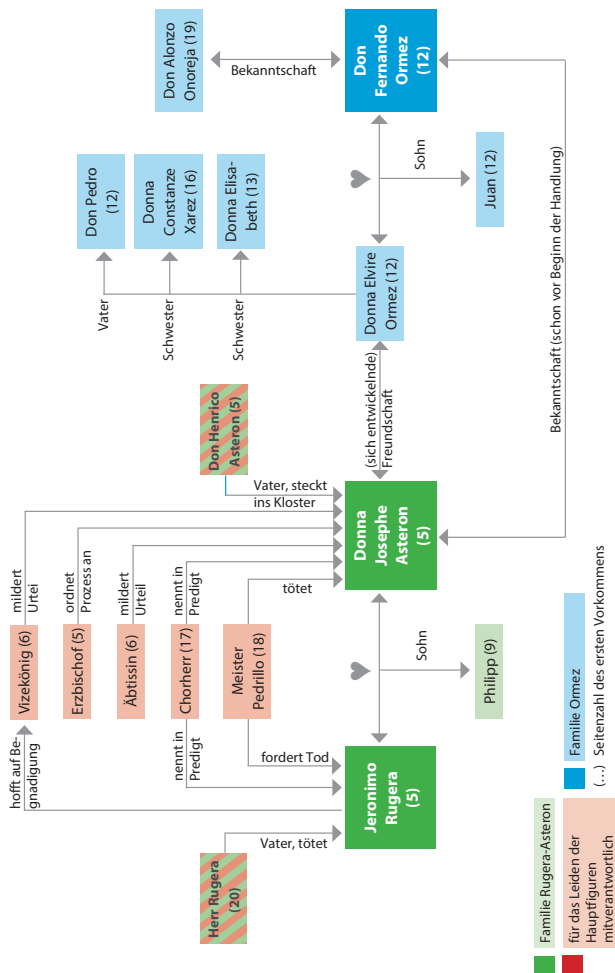 Herr Rugera
(20)
Vater, tötet
hofft auf Be-
gnadigung
Vizekönig (6)
mildert
Urtei
Erzbischof (5)
ordnet
Prozess an
Äbtissin (6)
mildert
Urteil
nennt in
Predigt
Chorherr (17)
nennt in
Predigt
fordert Tod
Meister
Pedrillo (18)
tötet
Don Henrico
Asteron (5)
Vater, steckt
ins Kloster
Jeronimo
Rugera
(5)
Sohn
Philipp (9)
Donna
Josephe
Asteron
(5)
(sich entwickelnde)
Freundschaft
Donna Elvire
Ormez (12)
Vater
Don Pedro
(12)
Schwester
Donna
Constanze
Xarez (16)
Schwester
Donna Elisa-
beth (13)
Sohn
Juan (12)
Don
Fernando
Ormez
(12)
Bekanntschaft
Don Alonzo
Onoreja (19)
Bekanntschaft (schon vor Beginn der Handlung)
Familie Rugera-Asteron
für das Leiden der
Hauptfiguren
mitverantwortlich
Familie Ormez
(…) Seitenzahl des ersten Vorkommens